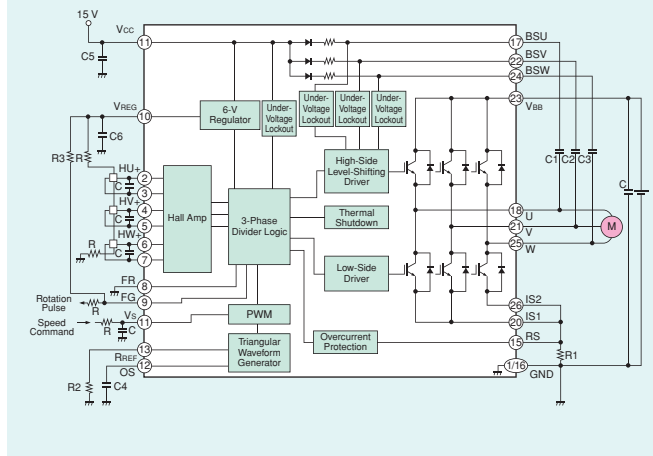 15 V
VCC
11
C5
17
BSU
22
BSV
24
BSW
23
VBB
VREG
10
C6
6-V
Regulator
Under-
Voltage
Lockout
Under-
Voltage
Lockout
Under-
Voltage
Lockout
Under-
Voltage
Lockout
R3
R
HU+
2
C
3
HV+
4
C
5
HW+
6
C
R
7
Hall Amp
3-Phase
Divider Logic
High-Side
Level-Shifting
Driver
Thermal
Shutdown
Low-Side
Driver
C1
C2
C3
C
18
U
21
V
25
W
M
FR
8
FG
9
Rotation
Pulse
R
VS
11
Speed
Command
R
C
PWM
26
IS2
20
IS1
15
RS
Overcurrent
Protection
R1
13
RREF
12
OS
R2
C4
Triangular
Waveform
Generator
1/16
GND